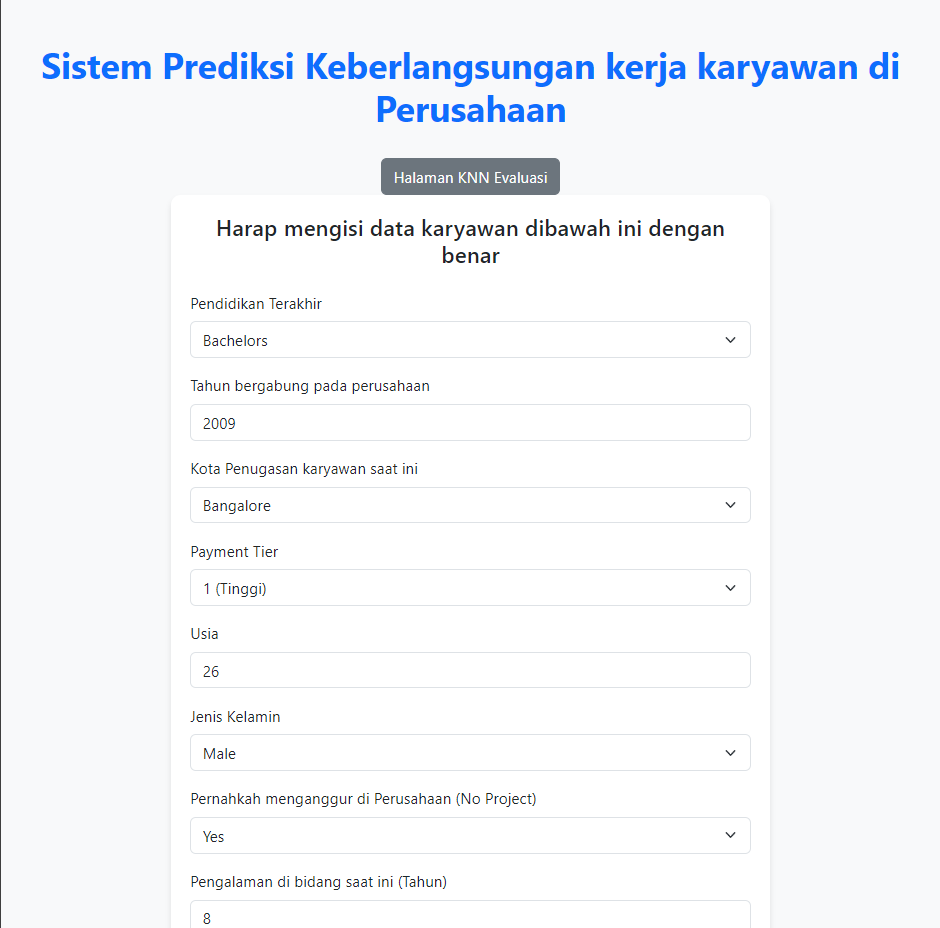 Sistem Prediksi Keberlangsungan kerja karyawan di
Perusahaan
Halaman KNN Evaluasi
Harap mengisi data karyawan dibawah ini dengan
benar
Pendidikan Terakhir
Bachelors
Tahun bergabung pada perusahaan
2009
Kota Penugasan karyawan saat ini
Bangalore
Payment Tier
1 (Tinggi)
Usia
26
Jenis Kelamin
Male
Pernahkah menganggur di Perusahaan (No Project)
Yes
Pengalaman di bidang saat ini (Tahun)
8